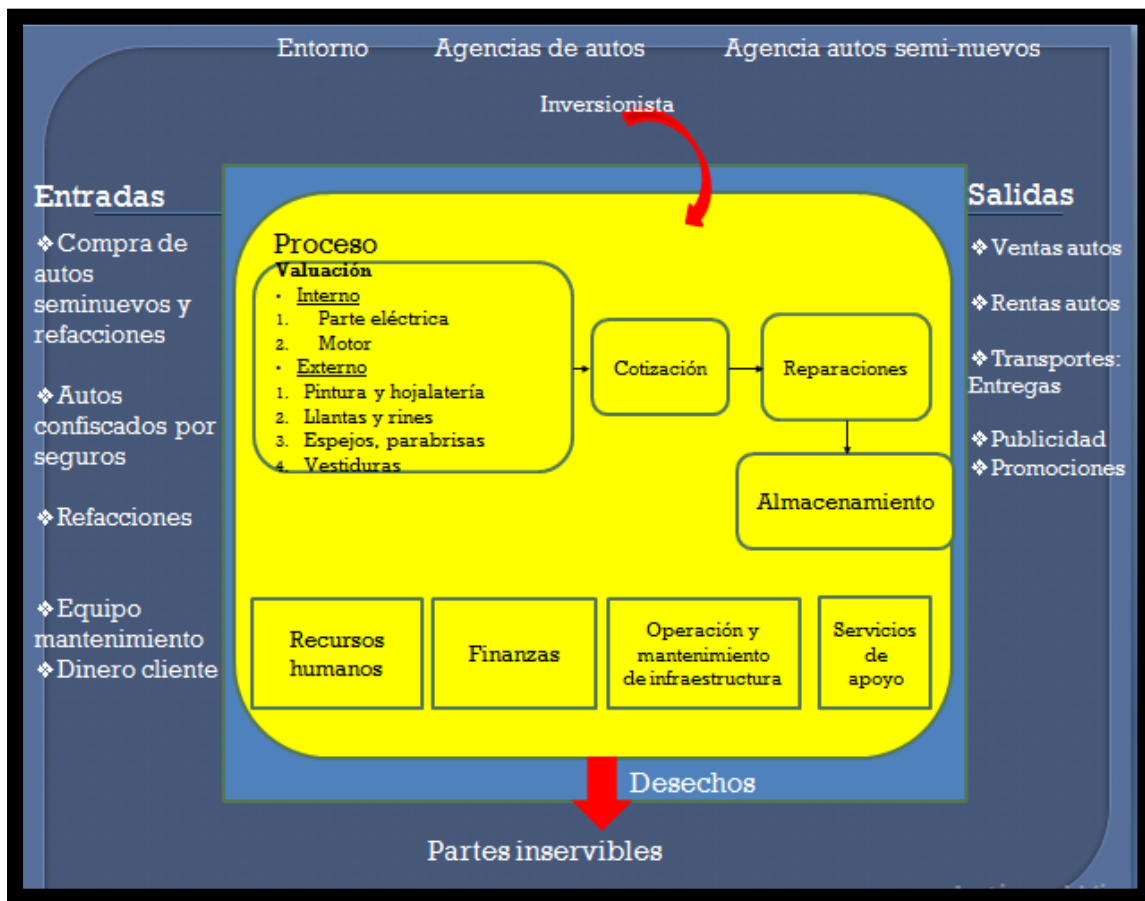 Entorno Agencias de autos Agencia autos semi-nuevos
Inversionista
Entradas
❖Compra de
autos
seminuevos y
refacciones
❖Autos
confiscados por
seguros
❖Refacciones
❖Equipo
mantenimiento
❖Dinero cliente
Proceso
Valuación
• Interno
1. Parte eléctrica
2. Motor
• Externo
1. Pintura y hojalatería
2. Llantas y rines
3. Espejos, parabrisas
4. Vestiduras
Cotización
Reparaciones
Almacenamiento
Recursos
humanos
Finanzas
Operación y
mantenimiento
de infraestructura
Servicios
de
apoyo
Salidas
❖Ventas autos
❖Rentas autos
❖Transportes:
Entregas
❖Publicidad
❖Promociones
Desechos
Partes inservibles